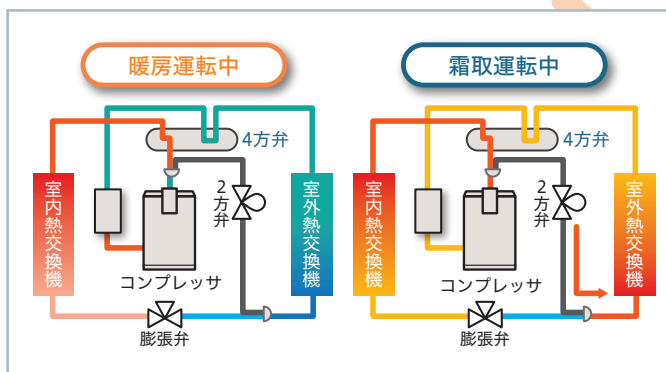 暖房運転中
4方弁
室内熱交換機
2方弁
室外熱交換機
コンプレッサ
膨張弁
霜取運転中
4方弁
室内熱交換機
2方弁
室外熱交換機
コンプレッサ
膨張弁